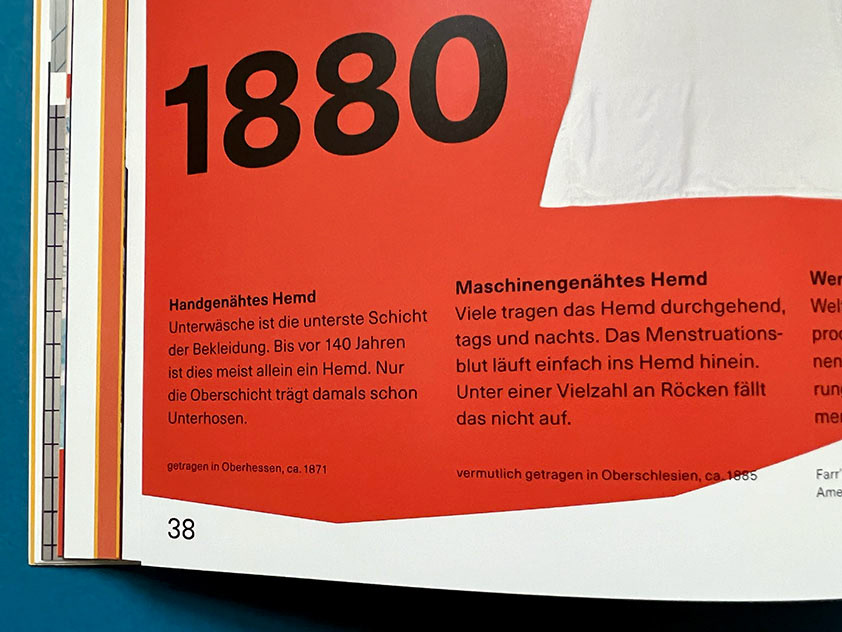 1880
Handgenähtes Hemd
Unterwäsche ist die unterste Schicht
der Bekleidung. Bis vor 140 Jahren
ist dies meist allein ein Hemd. Nur
die Oberschicht trägt damals schon
Unterhosen.
getragen in Oberhessen, ca. 1871
Maschinengenähtes Hemd
Viele tragen das Hemd durchgehend,
tags und nachts. Das Menstruations-
blut läuft einfach ins Hemd hinein.
Unter einer Vielzahl an Röcken fällt
das nicht auf.
vermutlich getragen in Oberschlesien, ca. 1885
38